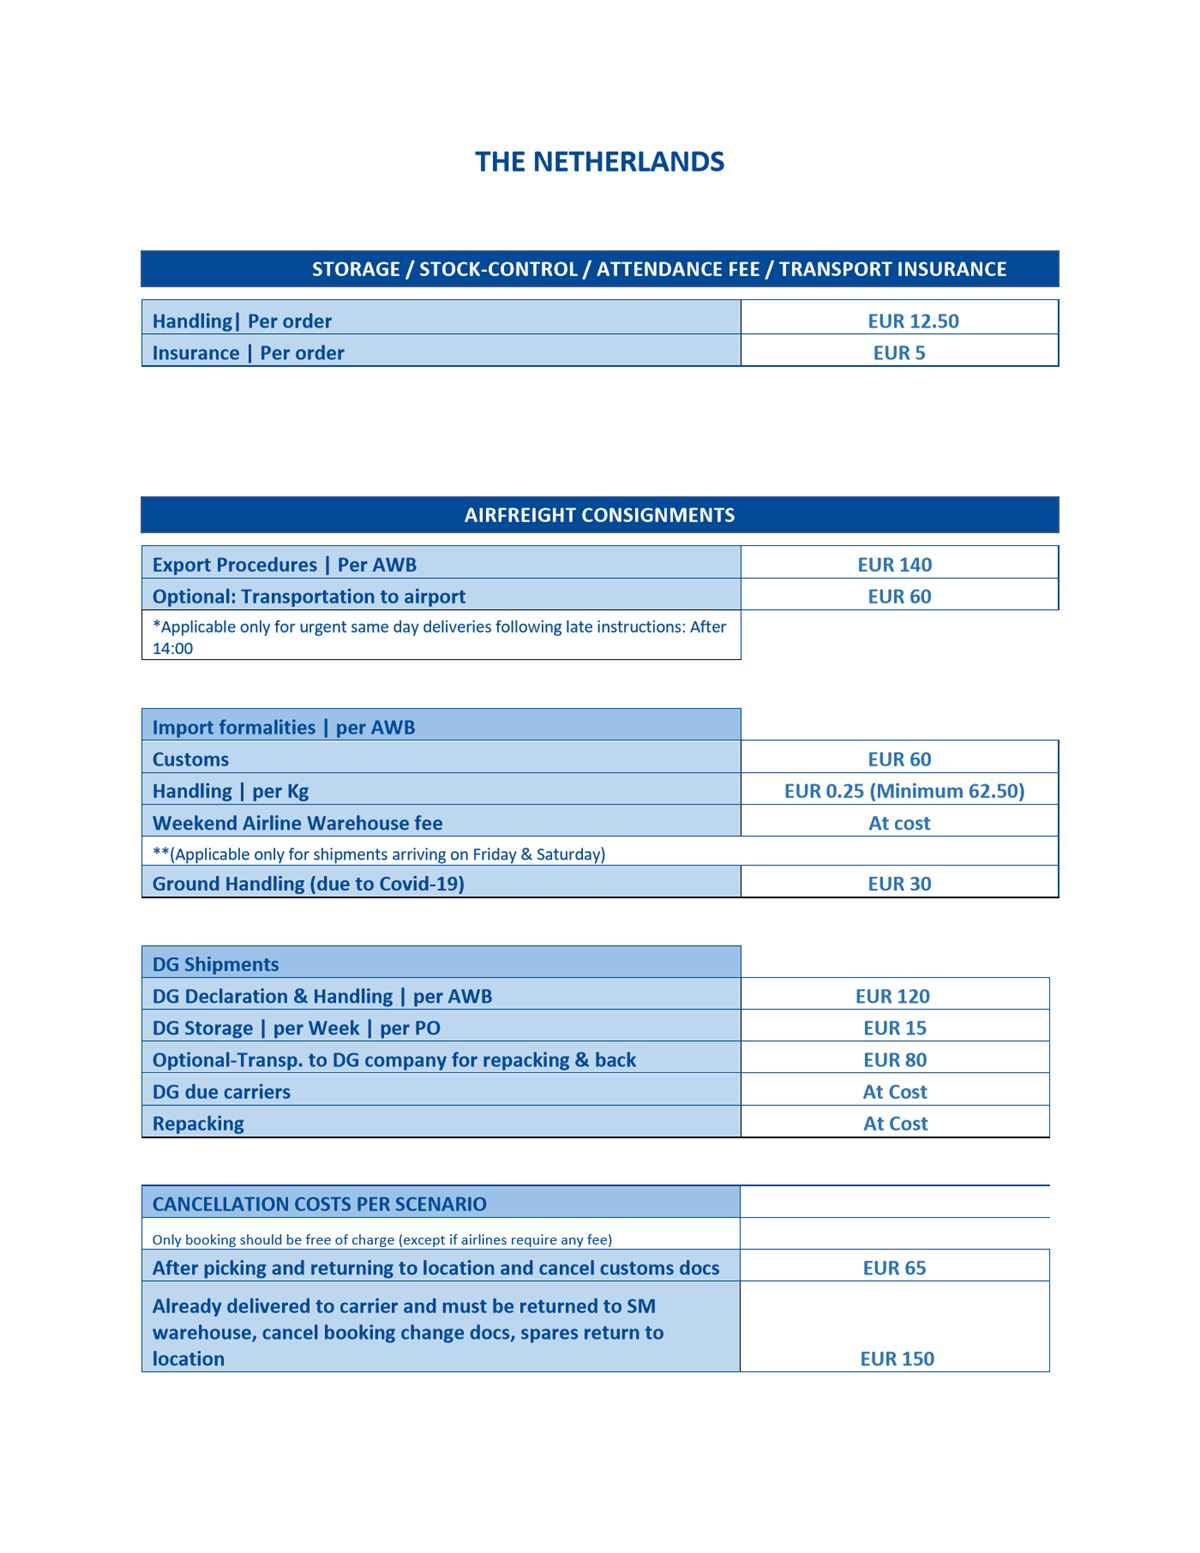 THE NETHERLANDS
STORAGE / STOCK-CONTROL / ATTENDANCE FEE / TRANSPORT INSURANCE
Handling| Per order EUR 12.50
Insurance | Per order EUR 5
AIRFREIGHT CONSIGNMENTS
Export Procedures | Per AWB EUR 140
Optional: Transportation to airport EUR 60
*Applicable only for urgent same day deliveries following late instructions: After
14:00
Import formalities | per AWB
Customs EUR 60
Handling | per Kg EUR 0.25 (Minimum 62.50)
Weekend Airline Warehouse fee At cost
**(Applicable only for shipments arriving on Friday & Saturday)
Ground Handling (due to Covid-19) EUR 30
DG Shipments
DG Declaration & Handling | per AWB EUR 120
DG Storage | per Week | per PO EUR 15
Optional-Transp. to DG company for repacking & back EUR 80
DG due carriers At Cost
Repacking At Cost
CANCELLATION COSTS PER SCENARIO
Only booking should be free of charge (except if airlines require any fee)
After picking and returning to location and cancel customs docs EUR 65
Already delivered to carrier and must be returned to SM
warehouse, cancel booking change docs, spares return to
location EUR 150